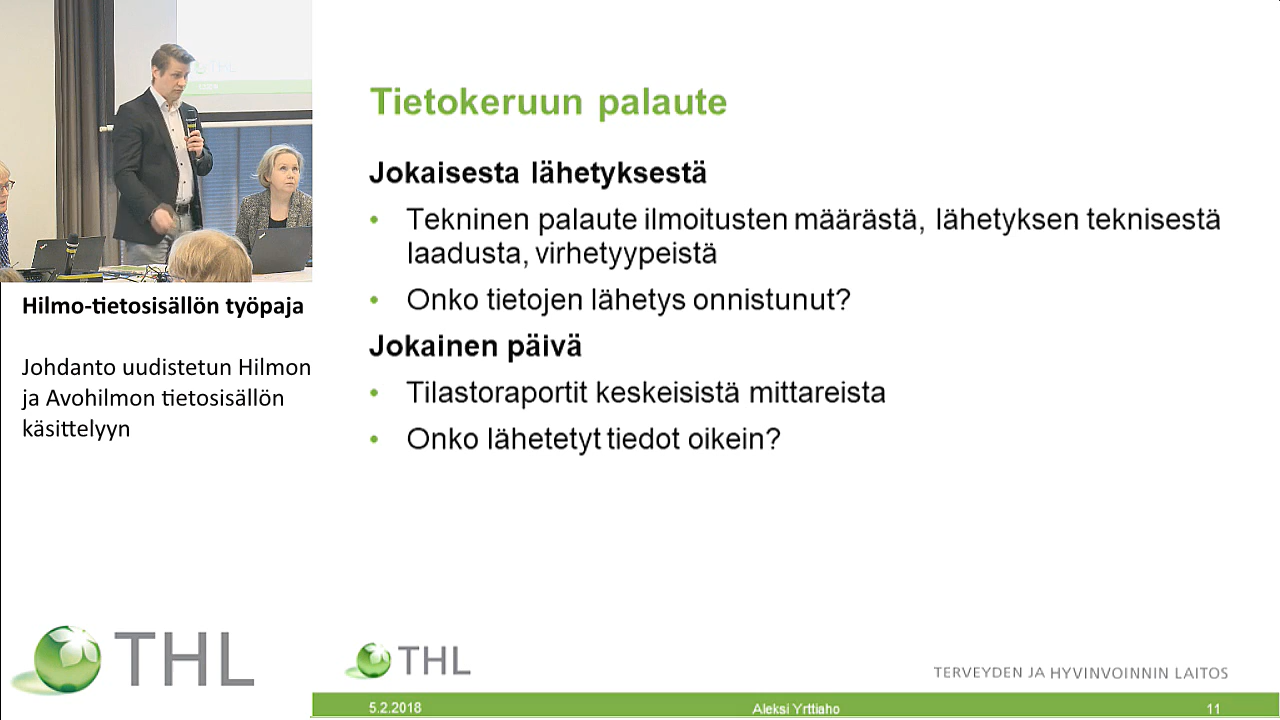 Hilmo-tietosisällön työpaja
Johdanto uudistetun Hilmon
ja Avohilmon tietosisällön
käsittelyyn
THL
Tietokeruun palaute
Jokaisesta lähetyksestä
• Tekninen palaute ilmoitusten määrästä, lähetyksen teknisestä
laadusta, virhetyypeistä
• Onko tietojen lähetys onnistunut?
Jokainen päivä
• Tilastoraportit keskeisistä mittareista
• Onko lähetetyt tiedot oikein?
THL
TERVEYDEN JA HYVINVOINNIN LAITOS
5.2.2018
Aleksi Yrttiaho
11